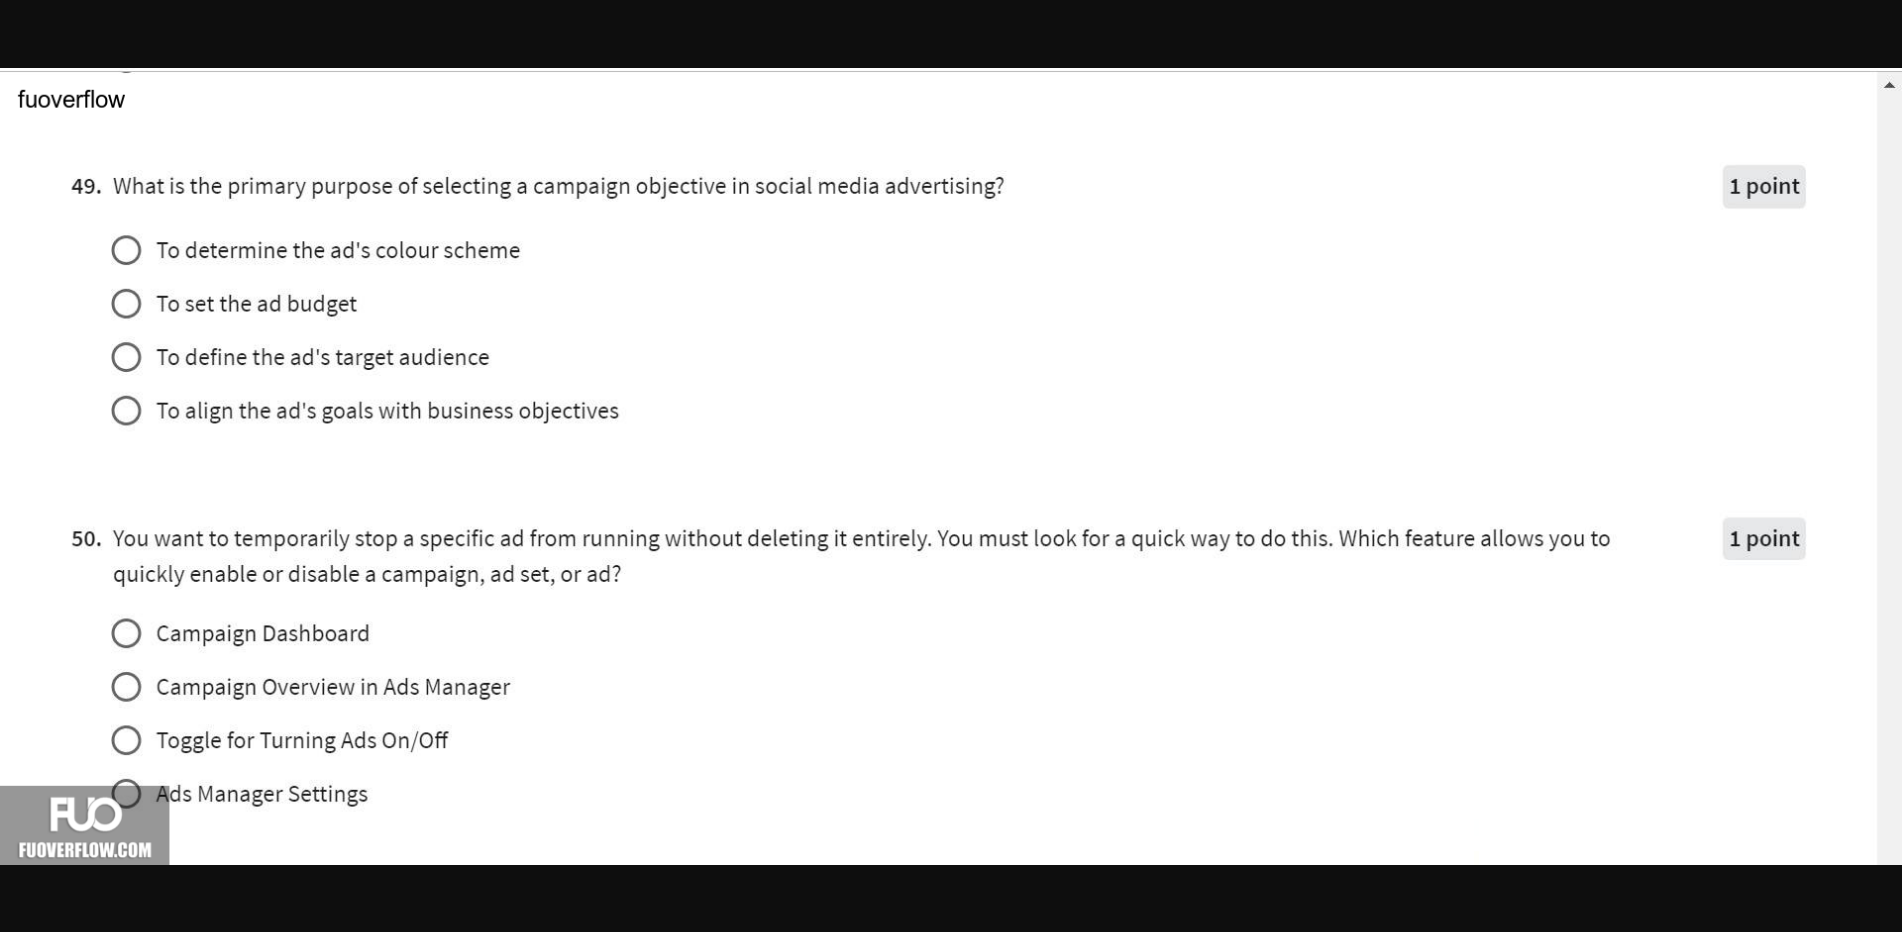 fuoverflow
49. What is the primary purpose of selecting a campaign objective in social media advertising?
1 point
To determine the ad's colour scheme
To set the ad budget
To define the ad's target audience
To align the ad's goals with business objectives
50. You want to temporarily stop a specific ad from running without deleting it entirely. You must look for a quick way to do this. Which feature allows you to
quickly enable or disable a campaign, ad set, or ad?
1 point
Campaign Dashboard
Campaign Overview in Ads Manager
Toggle for Turning Ads On/Off
Ads Manager Settings
FUO
FUOVERFLOW.COM